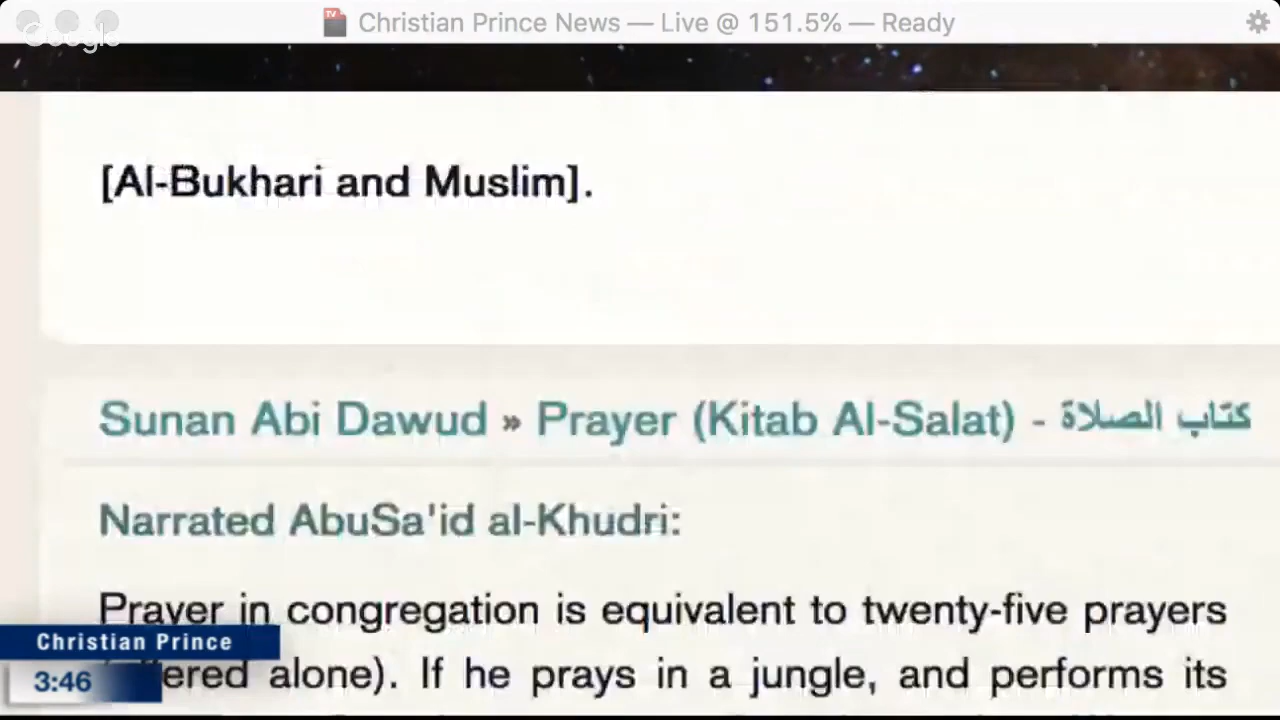 Christian Prince News — Live @ 151.5% — Ready
Google
[Al-Bukhari and Muslim].
Sunan Abi Dawud » Prayer (Kitab Al-Salat) - كتاب الصلاة
Narrated AbuSa'id al-Khudri:
Prayer in congregation is equivalent to twenty-five prayers
alone). If he prays in a jungle, and performs its
Christian Prince
3:46